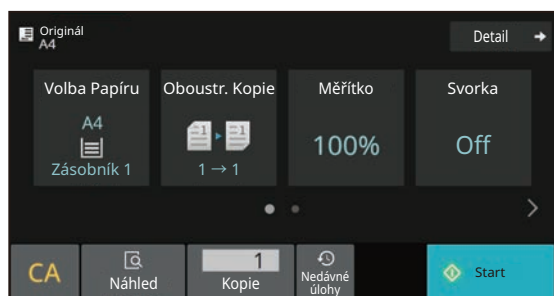 Originál
A4
Detail
Volba Papíru
Oboustr. Kopie
Měřítko
Svorka
A4
Zásobník 1
1 → 1
100%
Off
CA
Náhled
1
Kopie
Nedávné
úlohy
Start